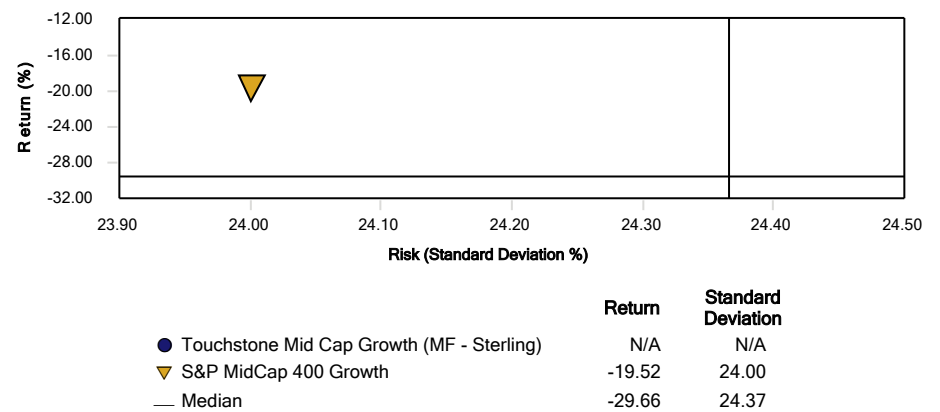 -12.00
-16.00
-20.00
-24.00
-28.00
-32.00
Return (%)
23.90 24.00 24.10 24.20 24.30 24.40 24.50
Risk (Standard Deviation %)
Return Standard Deviation
Touchstone Mid Cap Growth (MF - Sterling) N/A N/A
S&P MidCap 400 Growth -19.52 24.00
Median -29.66 24.37